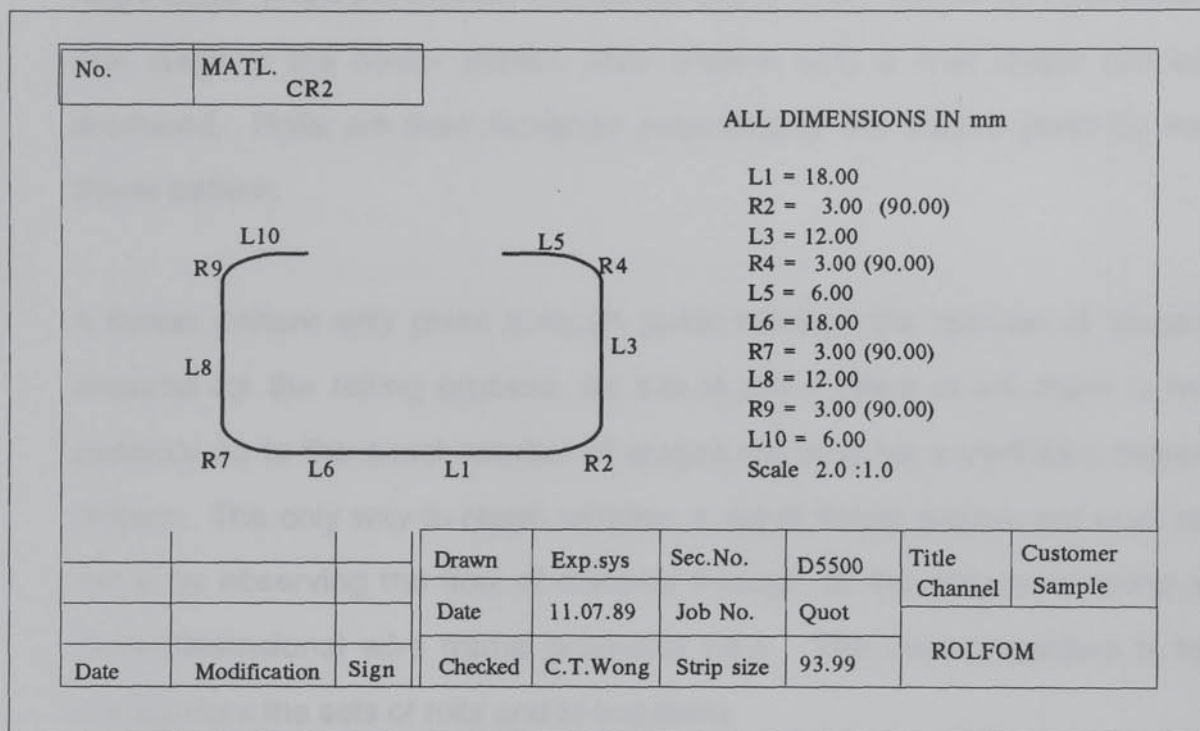 No. MATL.
CR2
ALL DIMENSIONS IN mm
L1 = 18.00
R2 = 3.00 (90.00)
L3 = 12.00
R4 = 3.00 (90.00)
L5 = 6.00
L6 = 18.00
R7 = 3.00 (90.00)
L8 = 12.00
R9 = 3.00 (90.00)
L10 = 6.00
Scale 2.0 :1.0
L10 L5
R9 R4
L8 L3
R7 L6 L1 R2
Drawn Exp.sys Sec.No. D5500 Title Customer
Channel Sample
Date 11.07.89 Job No. Quot
Date Modification Sign Checked C.T.Wong Strip size 93.99 ROLFOM